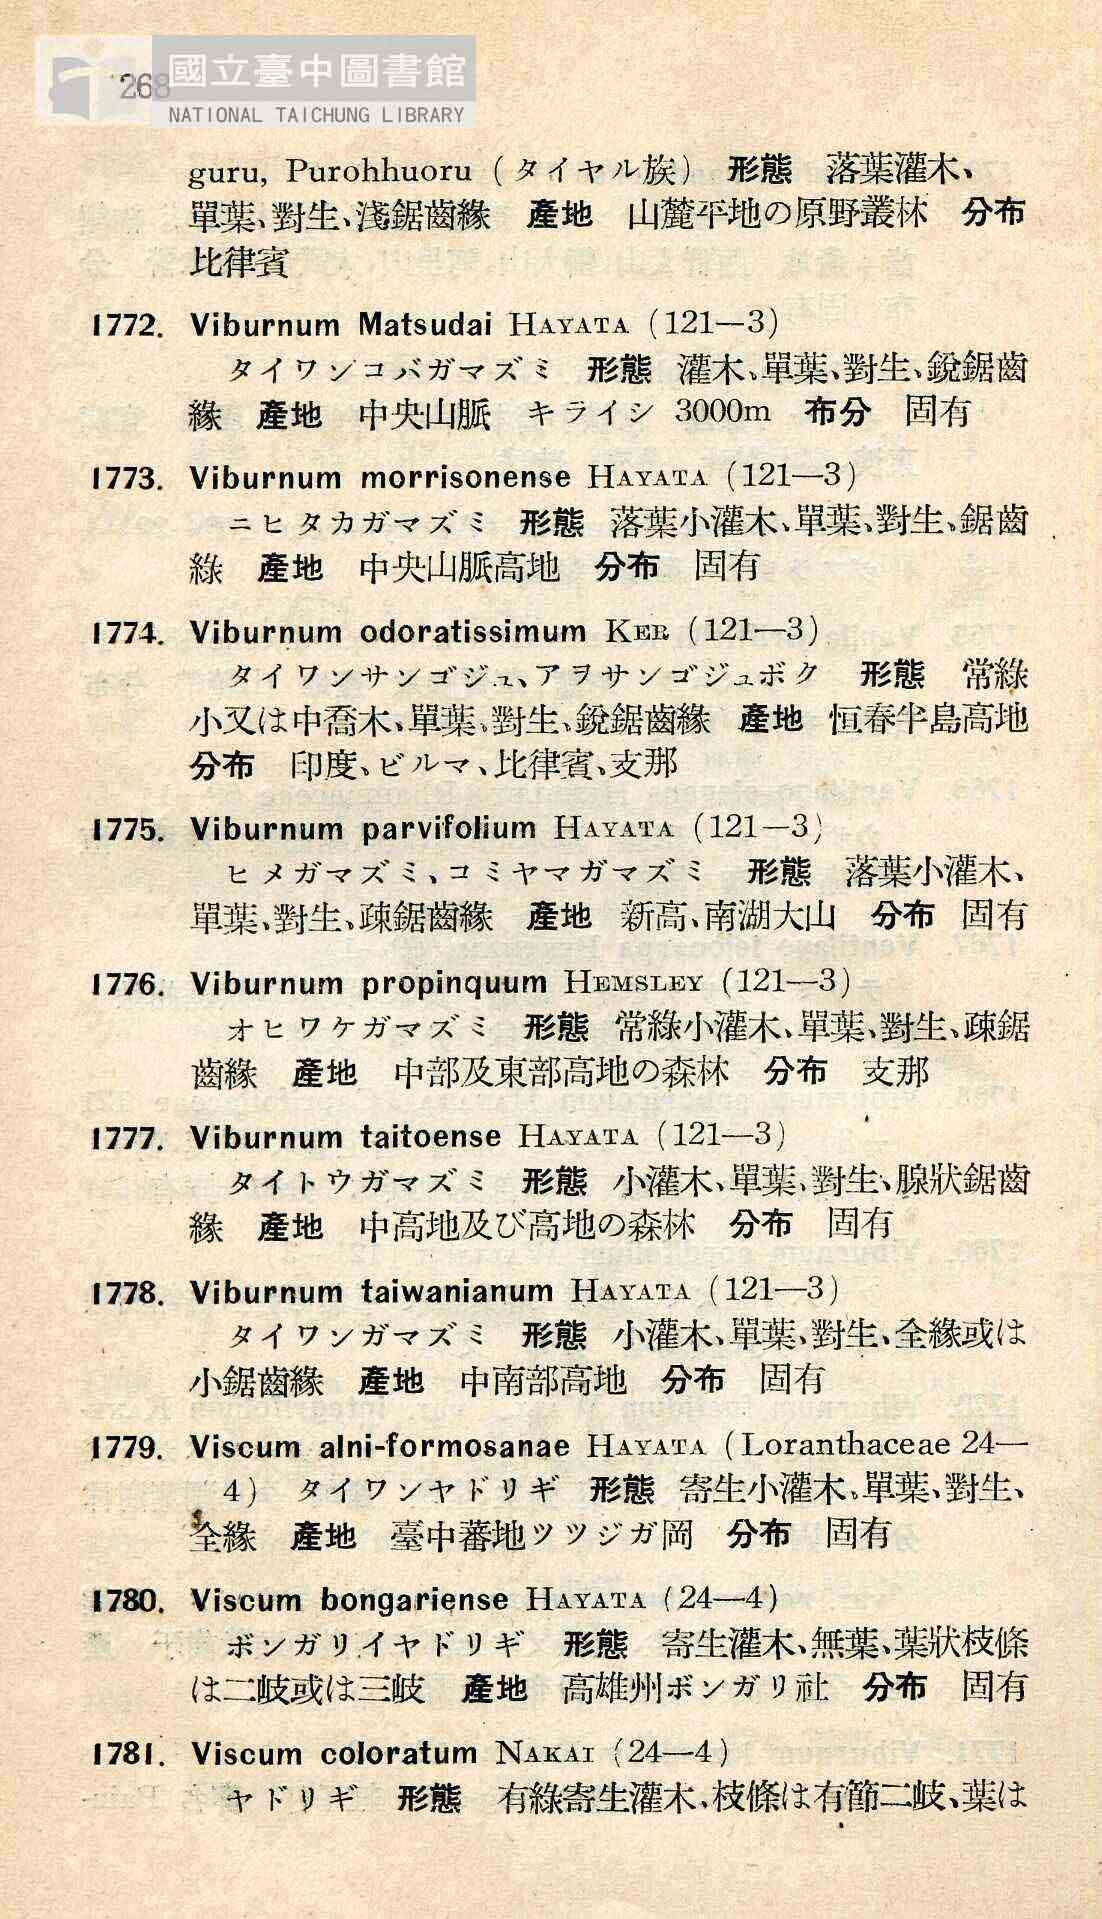 268
國立臺中圖書館
NATIONAL TAICHUNG LIBRARY
guru, Purohhuoru (タイヤル族) 形態 落葉灌木、
單葉、對生、淺鋸齒緣 產地 山麓平地の原野叢林 分布
比律賓
1772. Viburnum Matsudai HAYATA (121—3)
タイワンコバガマズミ 形態 灌木、單葉、對生、銳鋸齒
緣 產地 中央山脈 キライシ 3000m 布分 固有
1773. Viburnum morrisonense HAYATA (121—3)
ニヒタカガマズミ 形態 落葉小灌木、單葉、對生、鋸齒
緣 產地 中央山脈高地 分布 固有
1774. Viburnum odoratissimum KER (121—3)
タイワンサンゴジュ、アヲサンゴジュボク 形態 常綠
小又は中喬木、單葉、對生、銳鋸齒緣 產地 恒春半島高地
分布 印度、ビルマ、比律賓、支那
1775. Viburnum parvifolium HAYATA (121—3)
ヒメガマズミ、コミヤマガマズミ 形態 落葉小灌木、
單葉、對生、疎鋸齒緣 產地 新高、南湖大山 分布 固有
1776. Viburnum propinquum HEMSLEY (121—3)
オヒワケガマズミ 形態 常綠小灌木、單葉、對生、疎鋸
齒緣 產地 中部及東部高地の森林 分布 支那
1777. Viburnum taitoense HAYATA (121—3)
タイトウガマズミ 形態 小灌木、單葉、對生、腺狀鋸齒
緣 產地 中高地及び高地の森林 分布 固有
1778. Viburnum taiwanianum HAYATA (121—3)
タイワンガマズミ 形態 小灌木、單葉、對生、全緣或は
小鋸齒緣 產地 中南部高地 分布 固有
1779. Viscum alni-formosanae HAYATA (Loranthaceae 24—
4) タイワンヤドリギ 形態 寄生小灌木、單葉、對生、
全緣 產地 臺中蕃地ツツジガ岡 分布 固有
1780. Viscum bongariense HAYATA (24—4)
ボンガリイヤドリギ 形態 寄生灌木、無葉、葉狀枝條
は二岐或は三岐 產地 高雄州ボンガリ社 分布 固有
1781. Viscum coloratum NAKAI (24—4)
ヤドリギ 形態 有綠寄生灌木、枝條は有節二岐、葉は